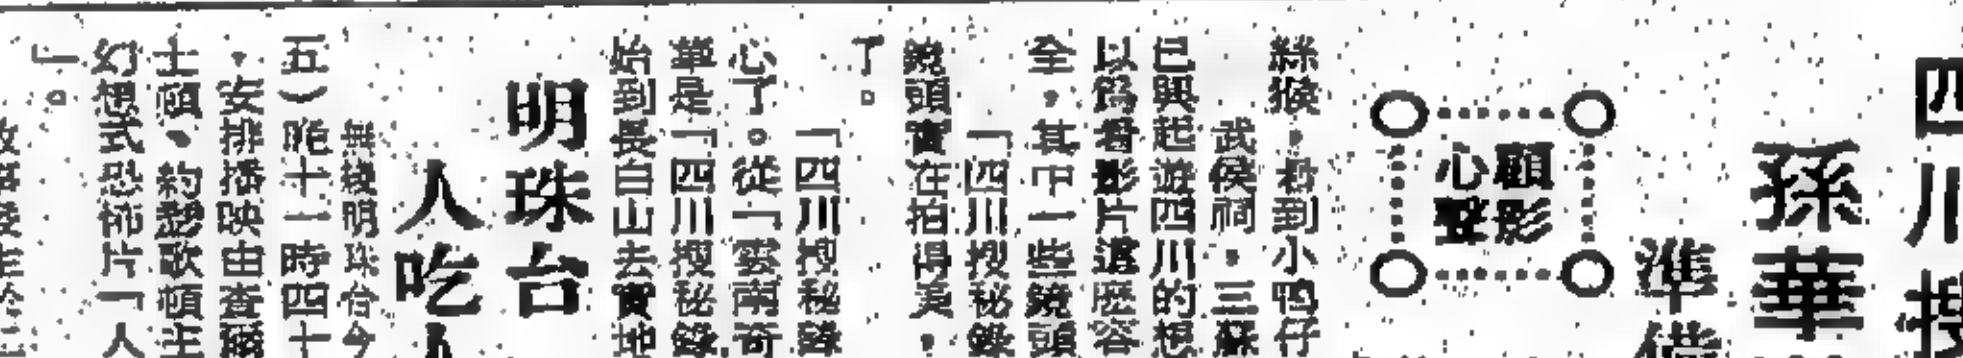 四川搜
孫華
準備
顧影
心聲
絲猴,看到小鴨仔
武侯祠,三蘇
已興起遊四川的想
以爲看影片這麽容
全,其中一些鏡頭
「四川搜秘錄
鏡頭實在拍得美,
了。
「四川搜秘錄
心了。從「雲南奇
華是「四川搜秘錄
始到長白山去實地
明珠台
人吃人
無綫明珠台今
五)晚十一時四十
,安排播映由查爾
士頓、約瑟歌頓主
幻想式恐怖片「人
」。